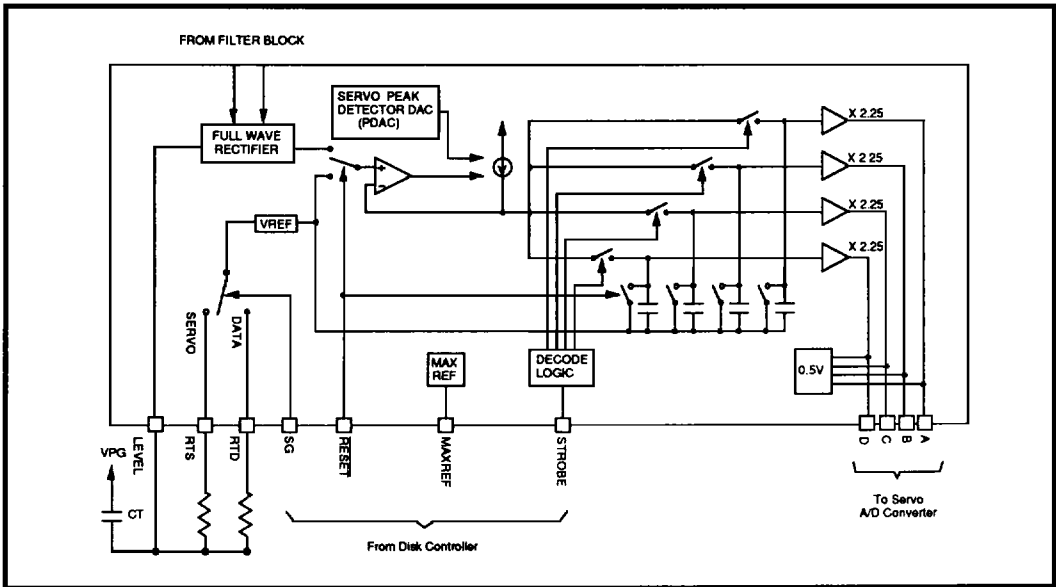 FROM FILTER BLOCK
SERVO PEAK
DETECTOR DAC
(PDAC)
FULL WAVE
RECTIFIER
X 2.25
X 2 25
X 2.25
X 2.25
+
−
VREF
SERVO
DATA
MAX
REF
DECODE
LOGIC
0.5V
LEVEL
RTS
RTD
SG
RESET
MAXREF
STROBE
D
C
B
A
VPG
CT
From Disk Controller
To Servo
A/D Converter